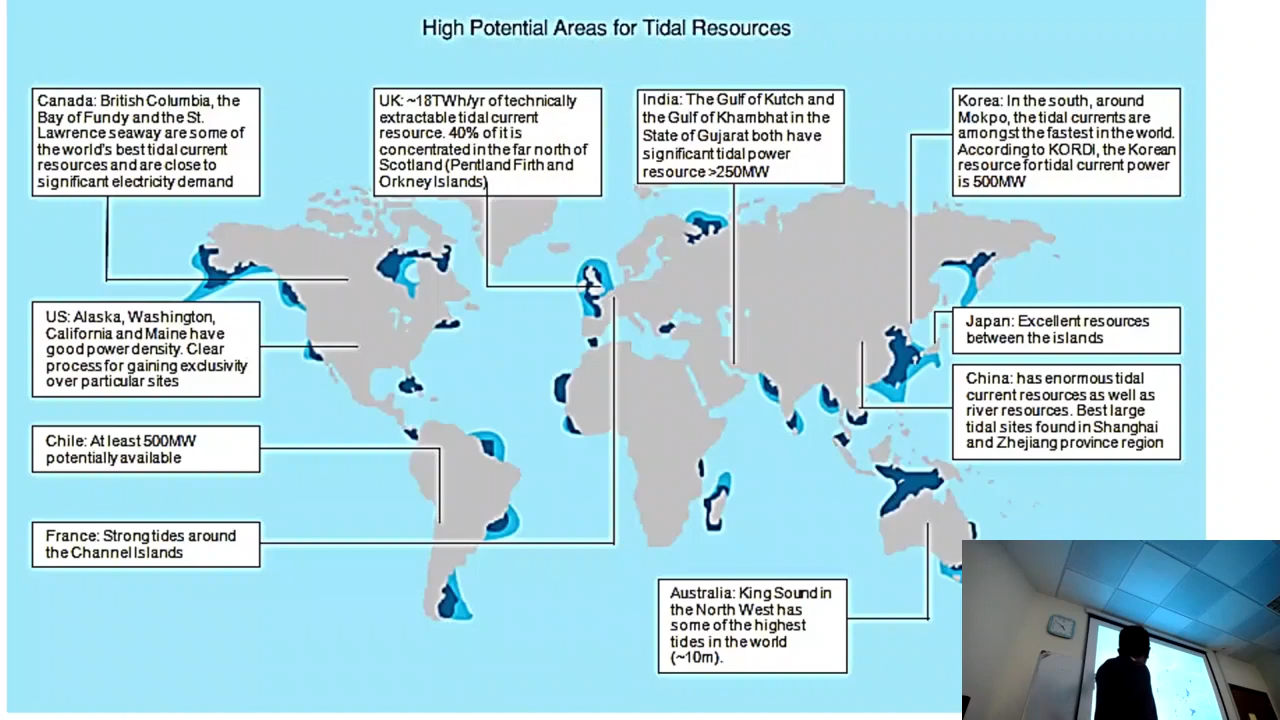 High Potential Areas for Tidal Resources
Canada: British Columbia, the
Bay of Fundy and the St.
Lawrence seaway are some of
the world's best tidal current
resources and are close to
significant electricity demand
UK: ~18TWh/yr of technically
extractable tidal current
resource. 40% of it is
concentrated in the far north of
Scotland (Pentland Firth and
Orkney Islands)
India: The Gulf of Kutch and
the Gulf of Khambhat in the
State of Gujarat both have
significant tidal power
resource >250MW
Korea: In the south, around
Mokpo, the tidal currents are
amongst the fastest in the world.
According to KORDI, the Korean
resource for tidal current power
is 500MW
US: Alaska, Washington,
California and Maine have
good power density. Clear
process for gaining exclusivity
over particular sites
Japan: Excellent resources
between the islands
China: has enormous tidal
current resources as well as
river resources. Best large
tidal sites found in Shanghai
and Zhejiang province region
Chile: At least 500MW
potentially available
France: Strong tides around
the Channel Islands
Australia: King Sound in
the North West has
some of the highest
tides in the world
(~10m).